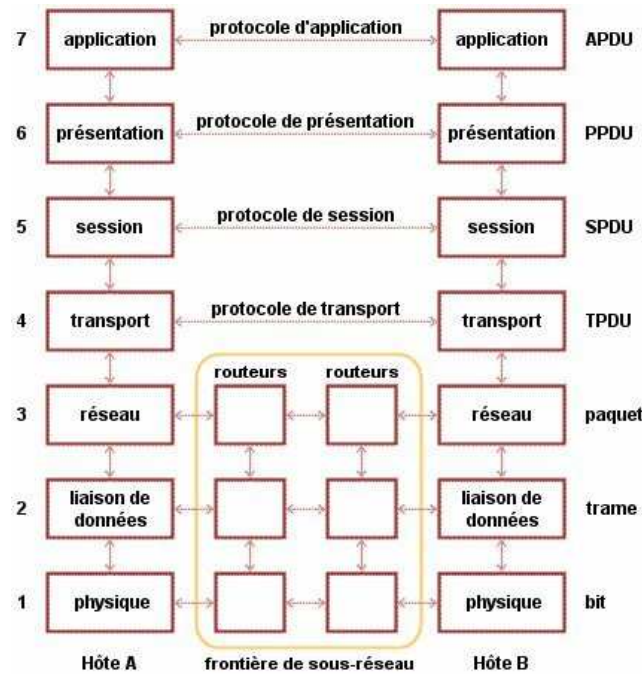 7 application protocole d'application application APDU
6 présentation protocole de présentation présentation PPDU
5 session protocole de session session SPDU
4 transport protocole de transport transport TPDU
routeurs routeurs
3 réseau réseau paquet
2 liaison de données liaison de données trame
1 physique physique bit
Hôte A frontière de sous-réseau Hôte B